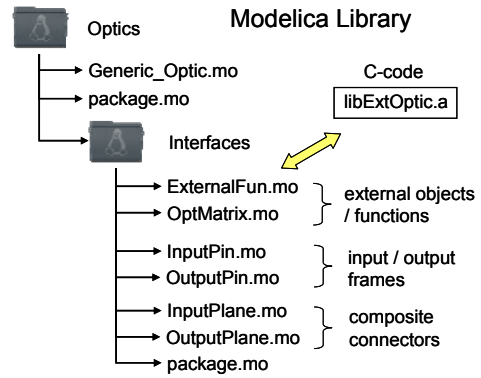 Modelica Library
Optics
Generic_Optic.mo
package.mo
C-code
libExtOptic.a
Interfaces
ExternalFun.mo
OptMatrix.mo
external objects
/ functions
InputPin.mo
OutputPin.mo
input / output
frames
InputPlane.mo
OutputPlane.mo
composite
connectors
package.mo